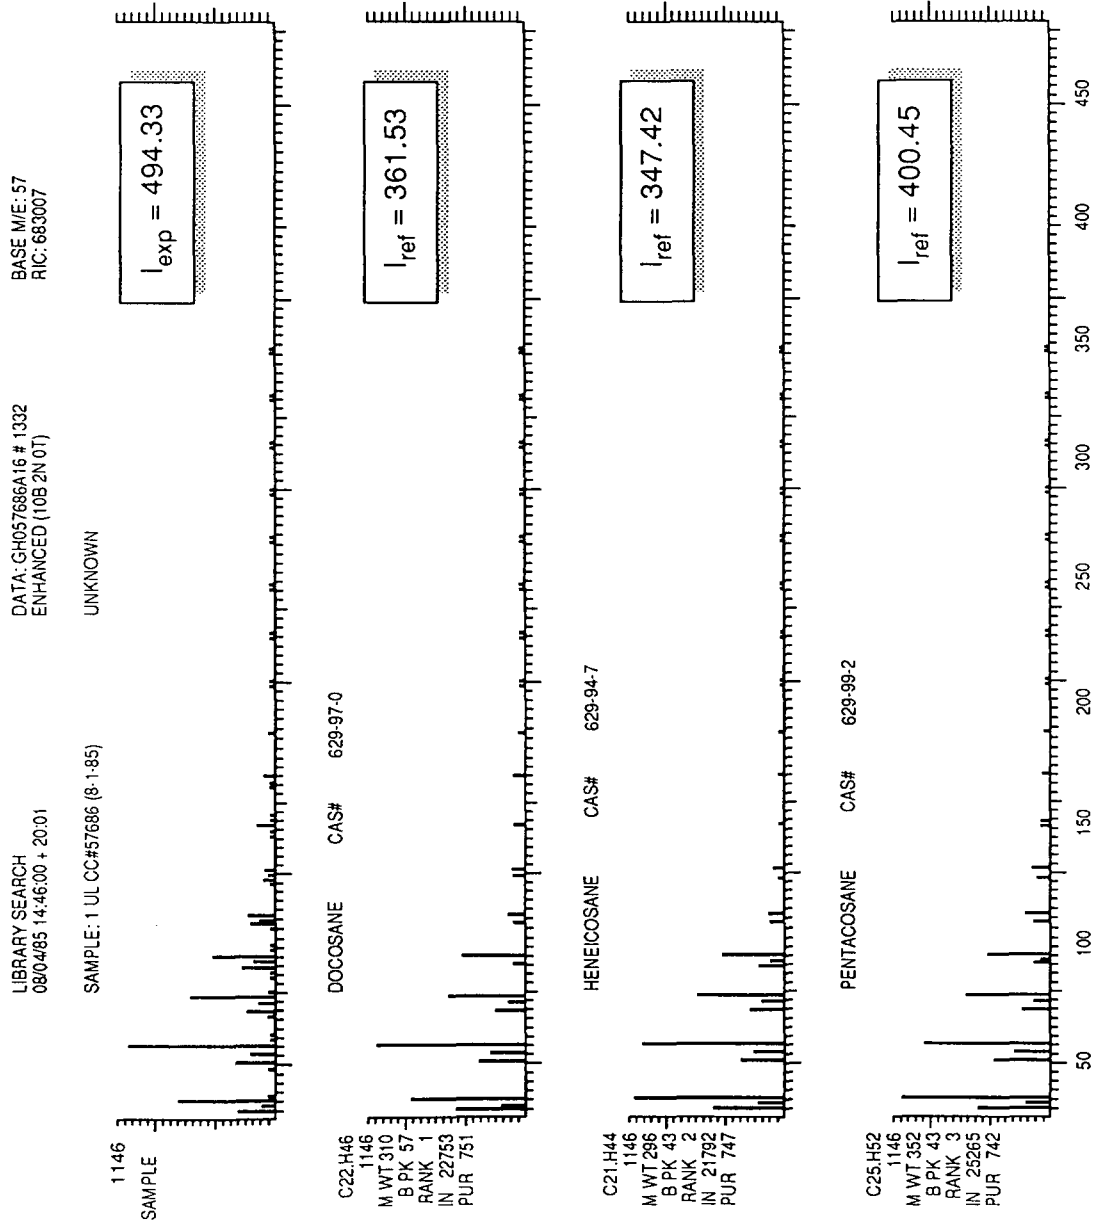 LIBRARY SEARCH
08/04/85 14:46:00 + 20:01
DATA: GH057686A16 # 1332
ENHANCED (10B 2N 0T)
BASE M/E: 57
RIC: 683007
SAMPLE: 1 UL CC#57686 (8-1-85)
UNKNOWN
1146
SAMPLE
Iexp = 494.33
C22.H46
1146
M WT 310
B PK 57
RANK 1
IN 22753
PUR 751
DOCOSANE
CAS#
629-97-0
Iref = 361.53
C21.H44
1146
M WT 296
B PK 43
RANK 2
IN 21792
PUR 747
HENEICOSANE
CAS#
629-94-7
Iref = 347.42
C25.H52
1146
M WT 352
B PK 43
RANK 3
IN 25265
PUR 742
PENTACOSANE
CAS#
629-99-2
Iref = 400.45
50 100 150 200 250 300 350 400 450